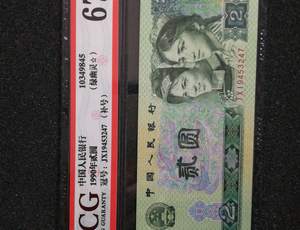 CG
GUARANTY
67
中国人民银行
1990年贰圆
冠号：JX19453247（补号）
10349845
（绿幽灵☆）
中国人民银行
贰圆
JX19453247
2
2